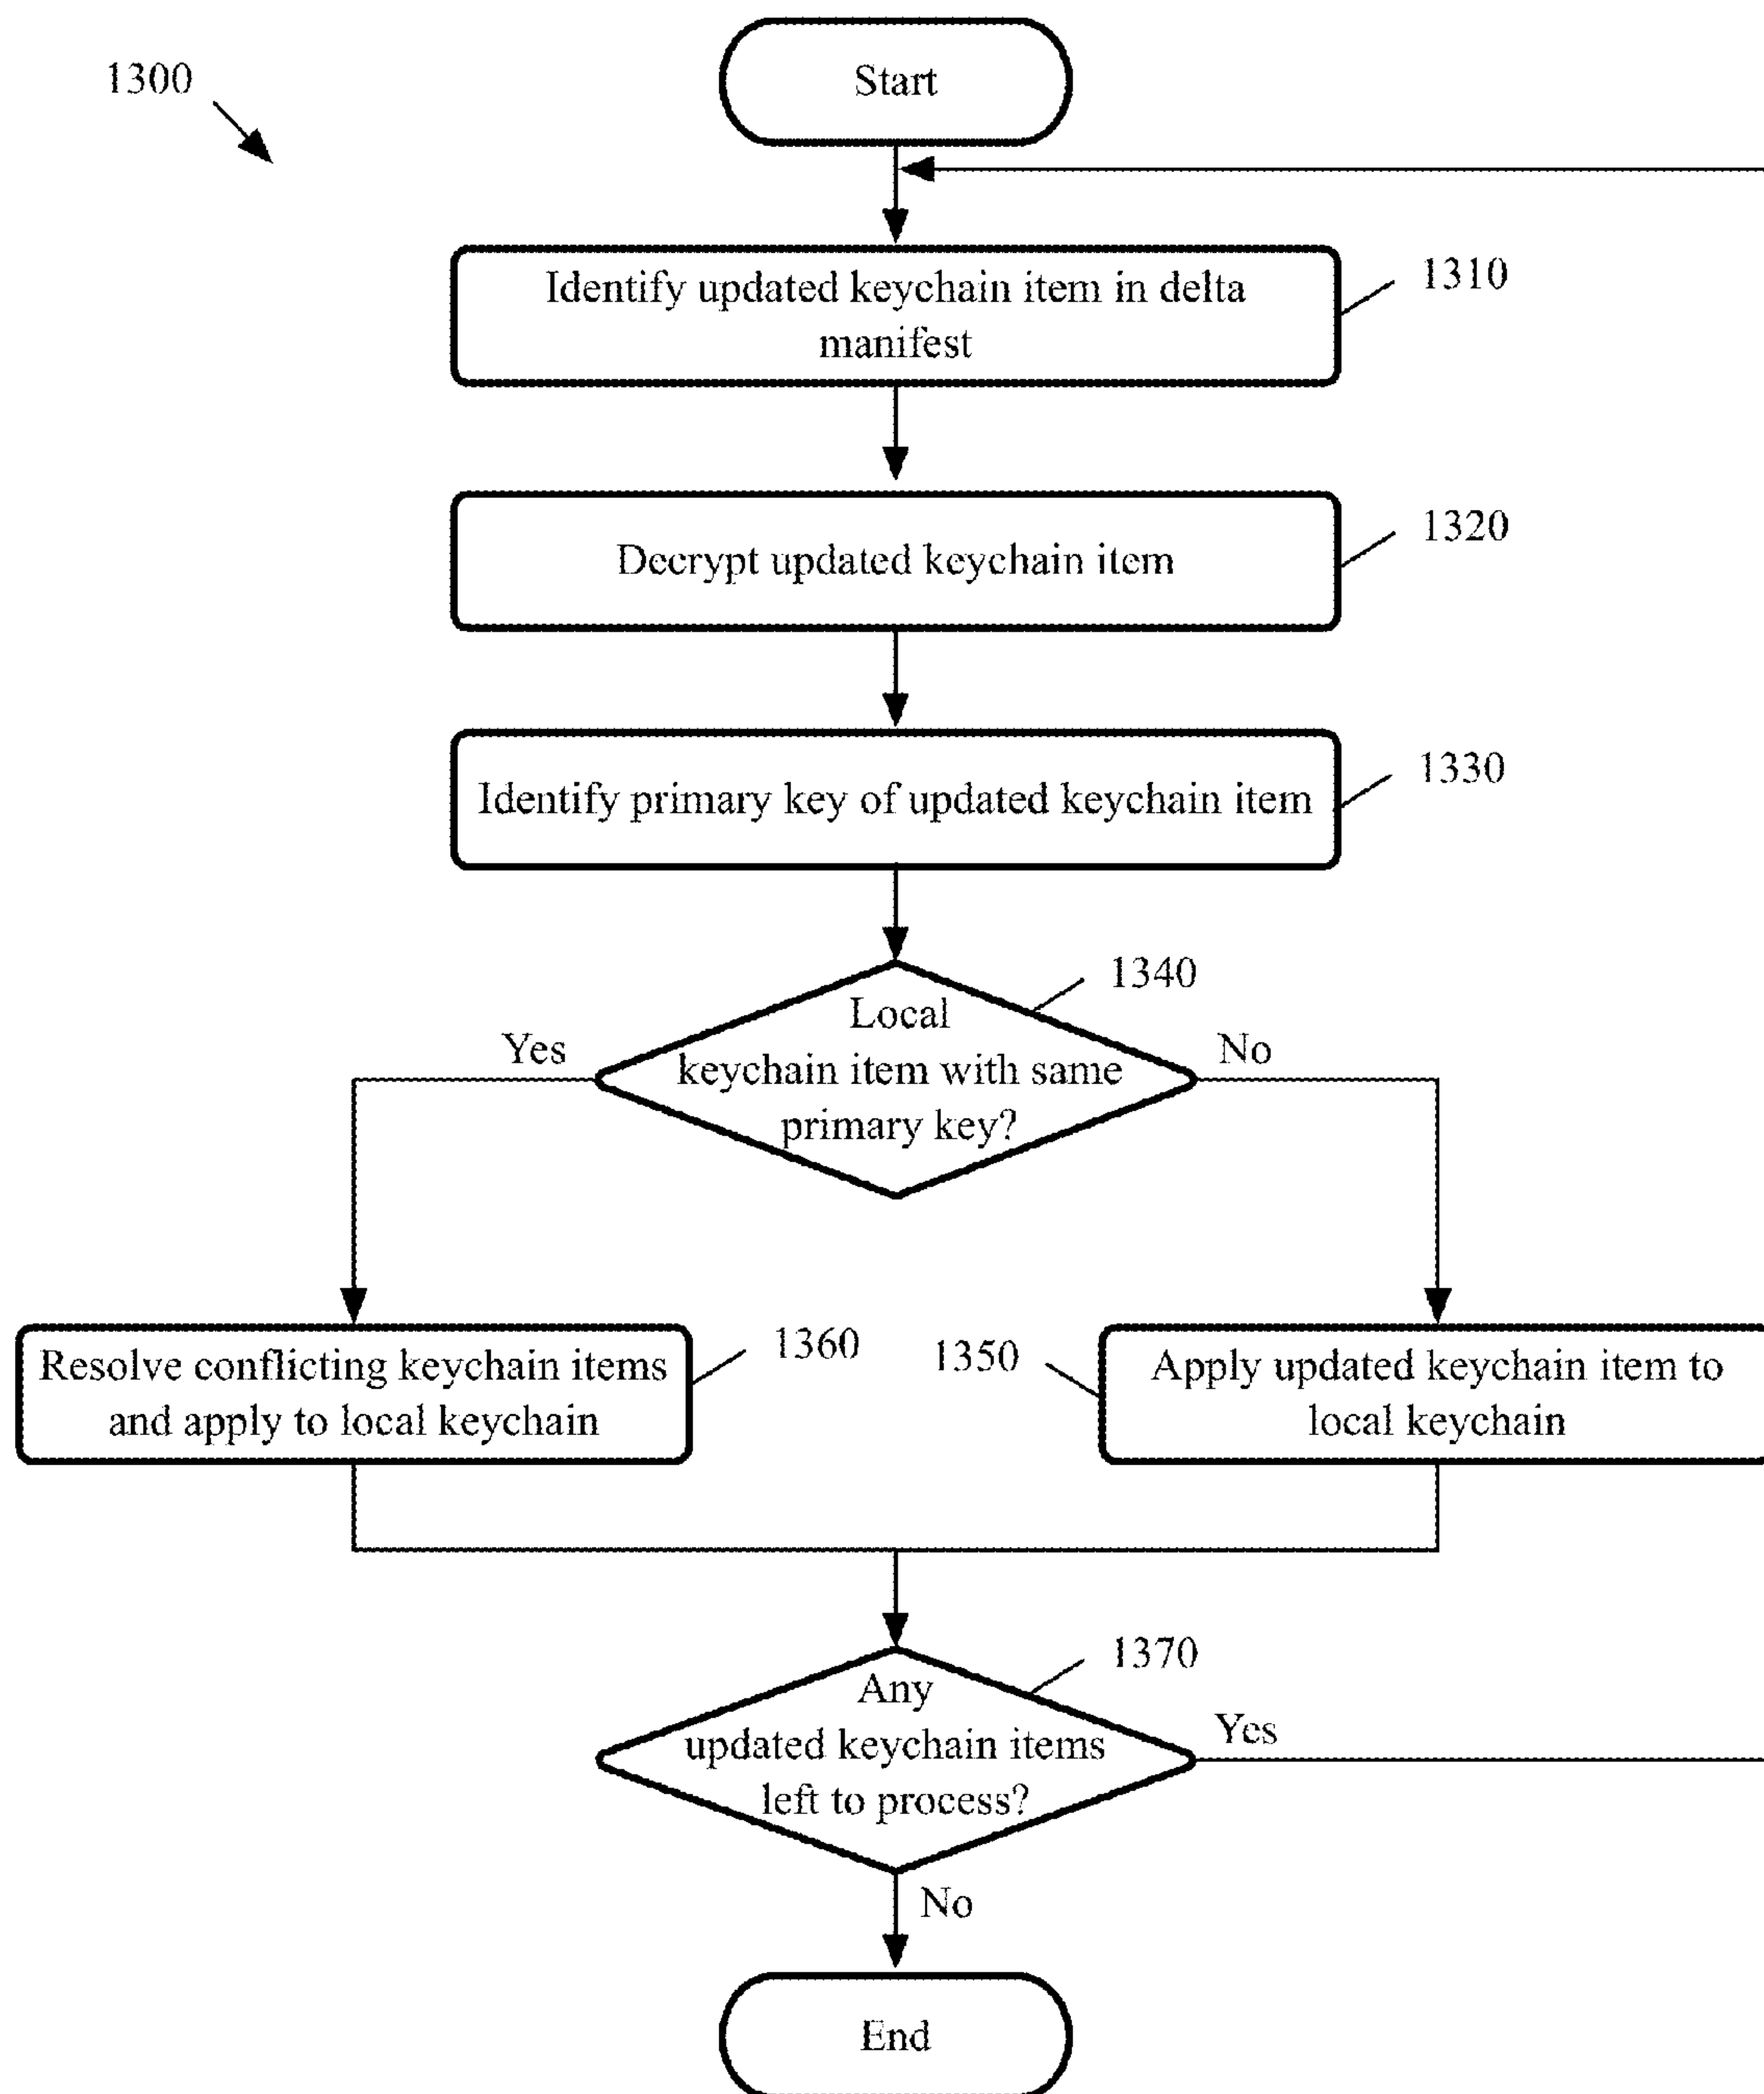 1300
Start
Identify updated keychain item in delta
manifest
1310
Decrypt updated keychain item
1320
Identify primary key of updated keychain item
1330
1340
Local
keychain item with same
primary key?
Yes
No
Resolve conflicting keychain items
and apply to local keychain
1360
1350
Apply updated keychain item to
local keychain
1370
Any
updated keychain items
left to process?
Yes
No
End